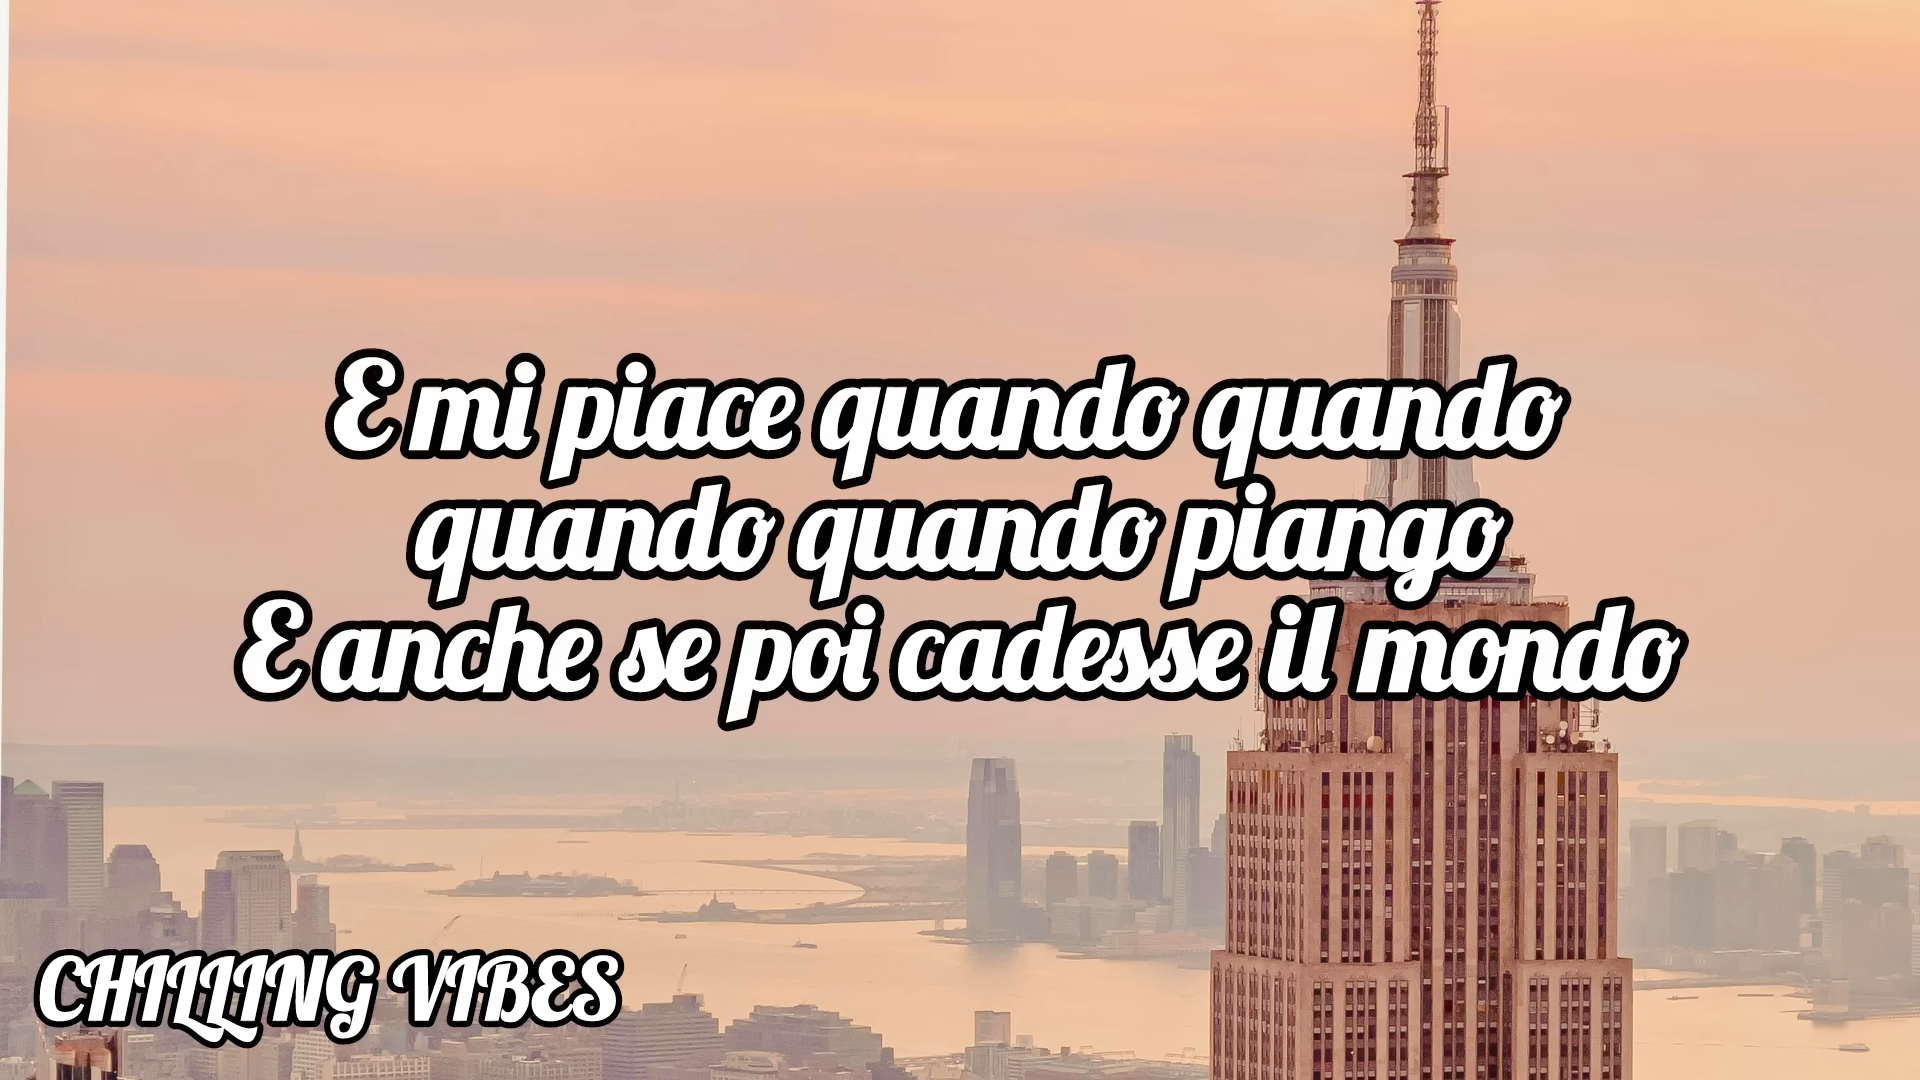 E mi piace quando quando
quando quando piango
E anche se poi cadesse il mondo
CHILLING VIBES